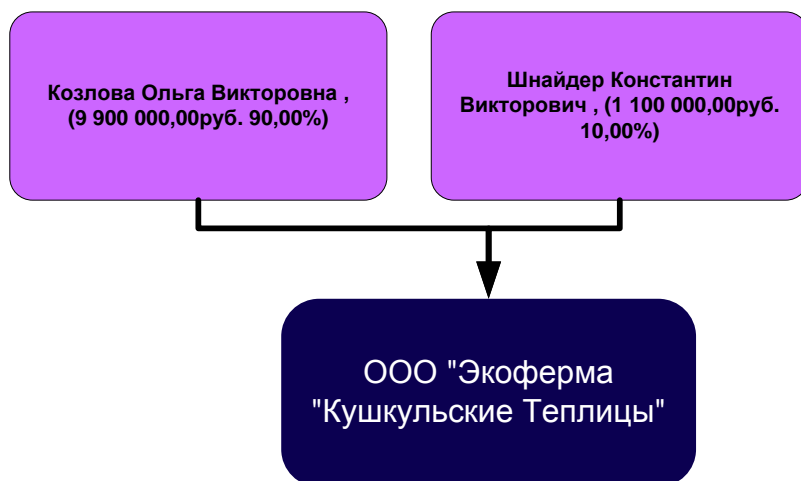 Козлова Ольга Викторовна ,
(9 900 000,00руб. 90,00%)
Шнайдер Константин
Викторович , (1 100 000,00руб.
10,00%)
ООО "Экоферма
"Кушкульские Теплицы"